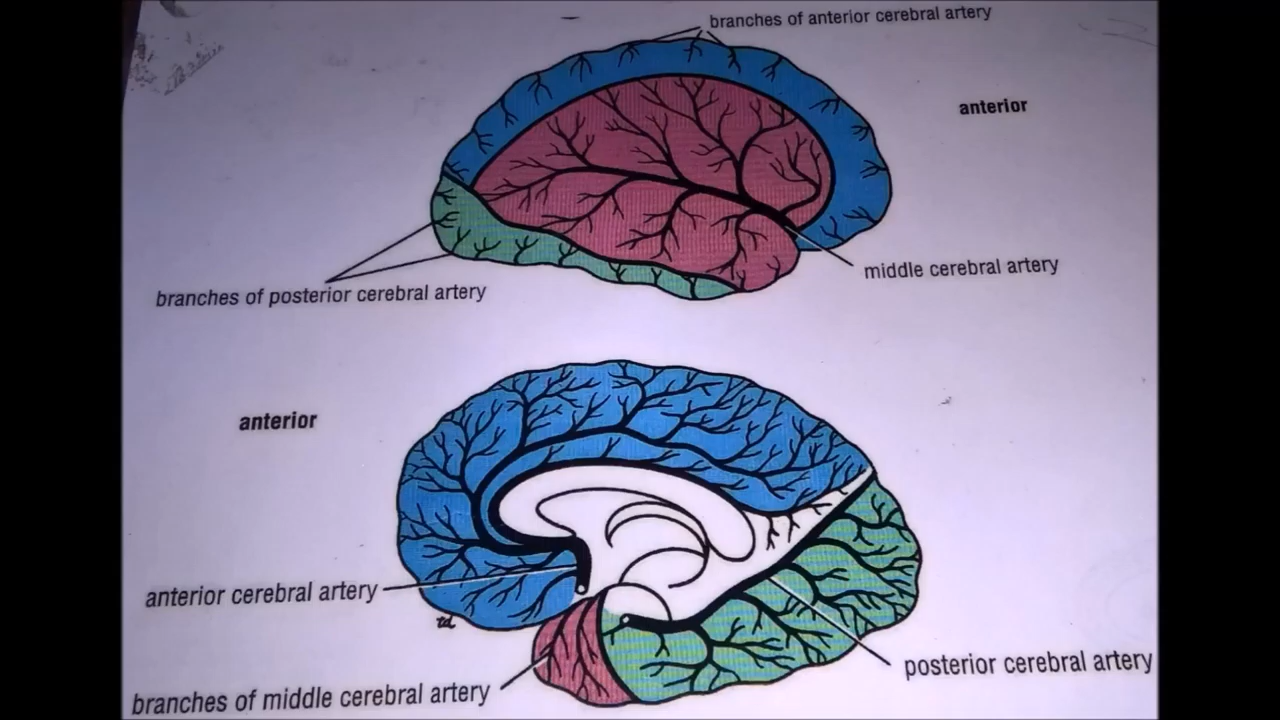 branches of anterior cerebral artery
anterior
middle cerebral artery
branches of posterior cerebral artery
anterior
anterior cerebral artery
td
posterior cerebral artery
branches of middle cerebral artery